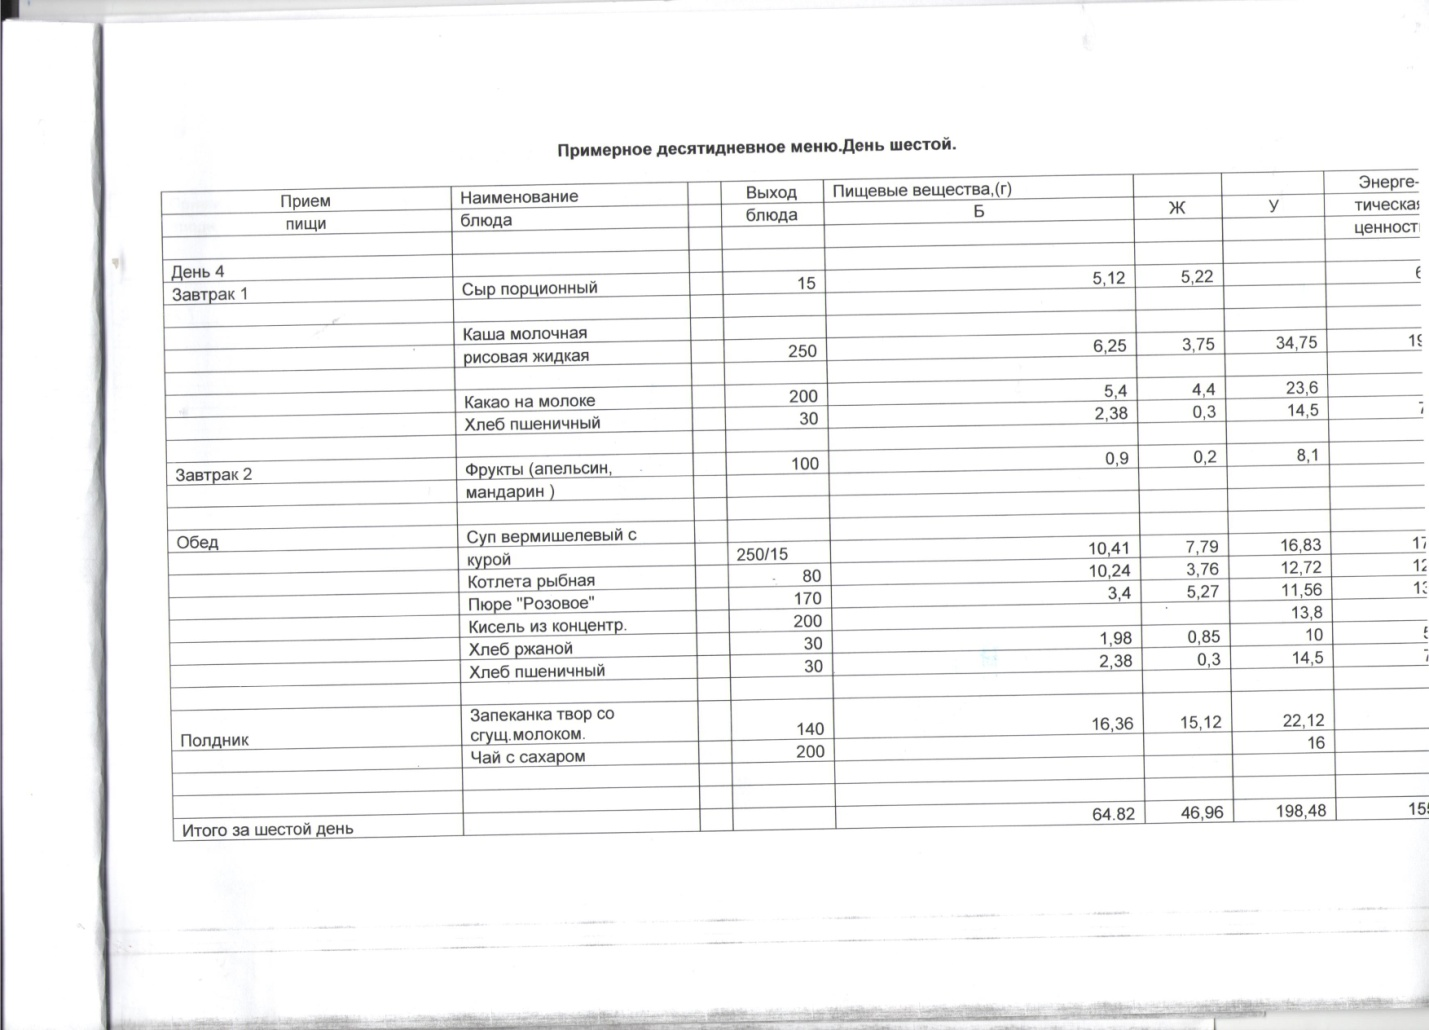 Примерное десятидневное меню.День шестой.
Прием Наименование Выход Пищевые вещества,(г) Энерге-
пищи блюда блюда Б Ж У тическая
ценност
День 4
Завтрак 1 Сыр порционный 15 5,12 5,22
Каша молочная
рисовая жидкая 250 6,25 3,75 34,75 19
Какао на молоке 200 5,4 4,4 23,6
Хлеб пшеничный 30 2,38 0,3 14,5
Завтрак 2 Фрукты (апельсин, 100 0,9 0,2 8,1
мандарин )
Обед Суп вермишелевый с
курой 250/15 10,41 7,79 16,83 17
Котлета рыбная 80 10,24 3,76 12,72 12
Пюре "Розовое" 170 3,4 5,27 11,56 13
Кисель из концентр. 200 13,8
Хлеб ржаной 30 1,98 0,85 10
Хлеб пшеничный 30 2,38 0,3 14,5
Запеканка твор со
Полдник сгущ.молоком. 140 16,36 15,12 22,12
Чай с сахаром 200 16
Итого за шестой день 64.82 46,96 198,48 155